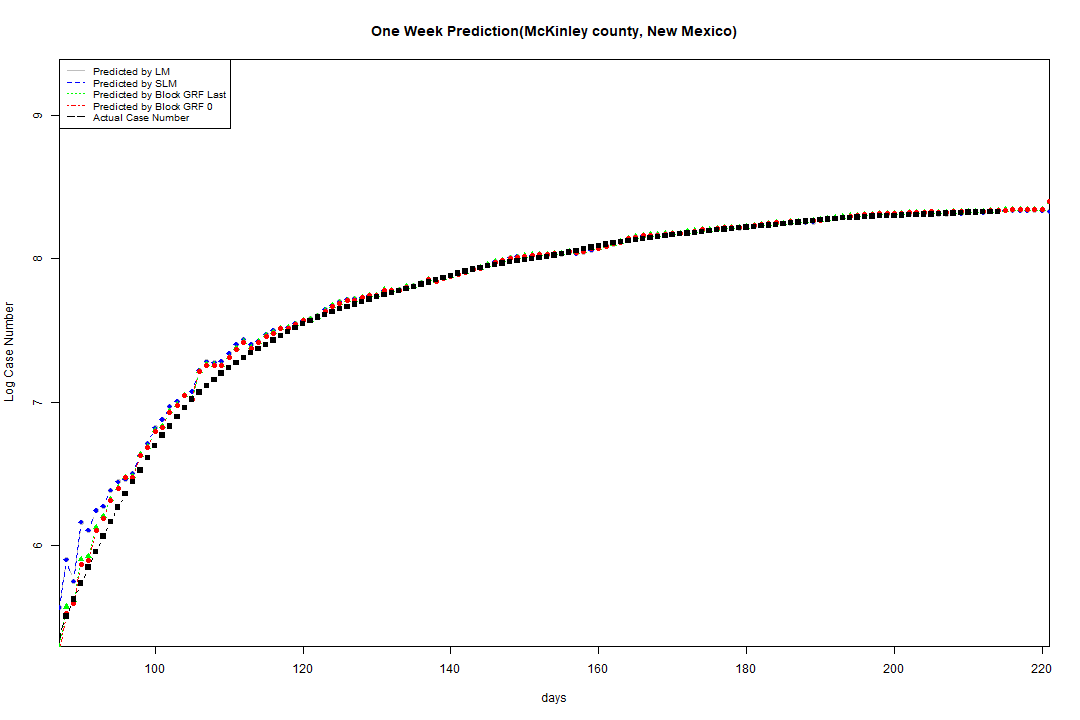 One Week Prediction(McKinley county, New Mexico)
Predicted by LM
Predicted by SLM
Predicted by Block GRF Last
Predicted by Block GRF 0
Actual Case Number
9
8
7
6
Log Case Number
100 120 140 160 180 200 220
days